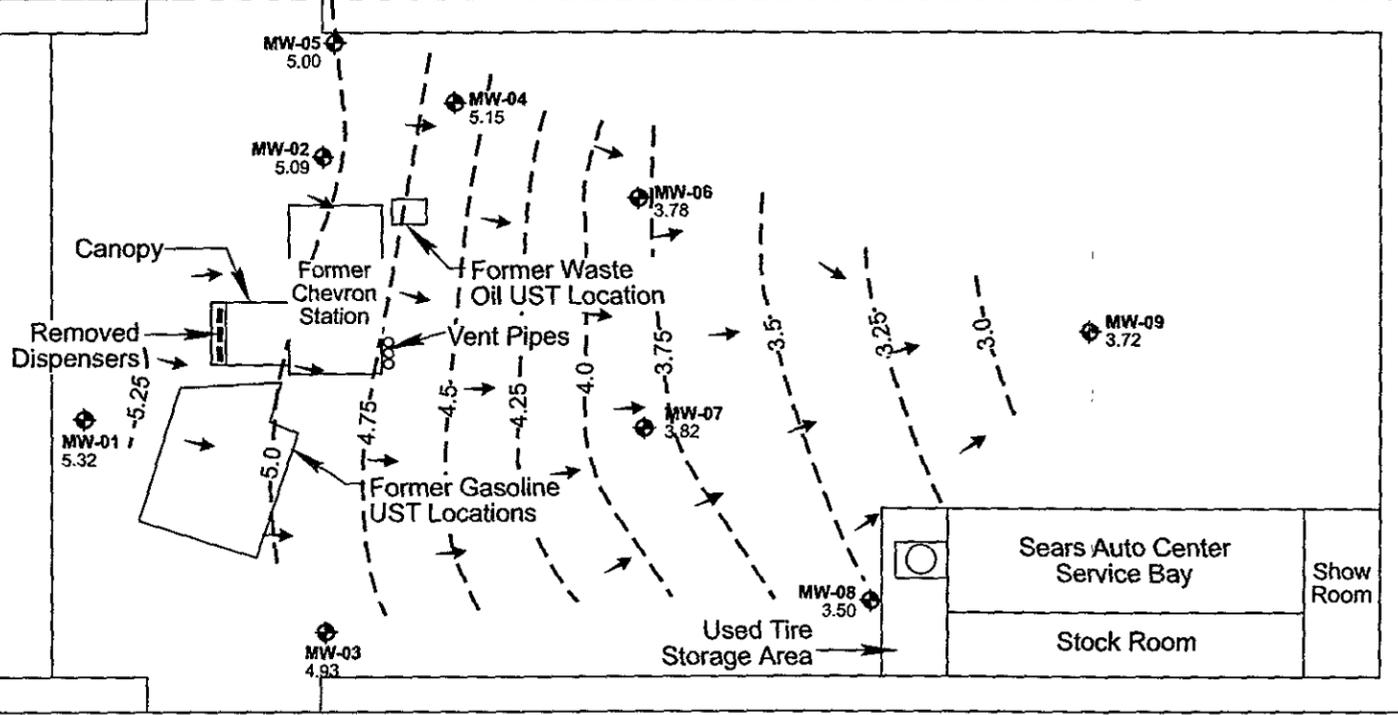 MW-05
5.00
MW-04
5.15
MW-02
5.09
MW-06
3.78
Canopy
Former
Chevron
Station
Former Waste
Oil UST Location
Removed
Dispensers
Vent Pipes
MW-09
3.72
5.25
4.75
4.5
4.25
4.0
3.75
3.5
3.25
3.0
MW-01
5.32
MW-07
3.82
5.0
Former Gasoline
UST Locations
MW-08
3.50
Sears Auto Center
Service Bay
Show
Room
Used Tire
Storage Area
Stock Room
MW-03
4.93